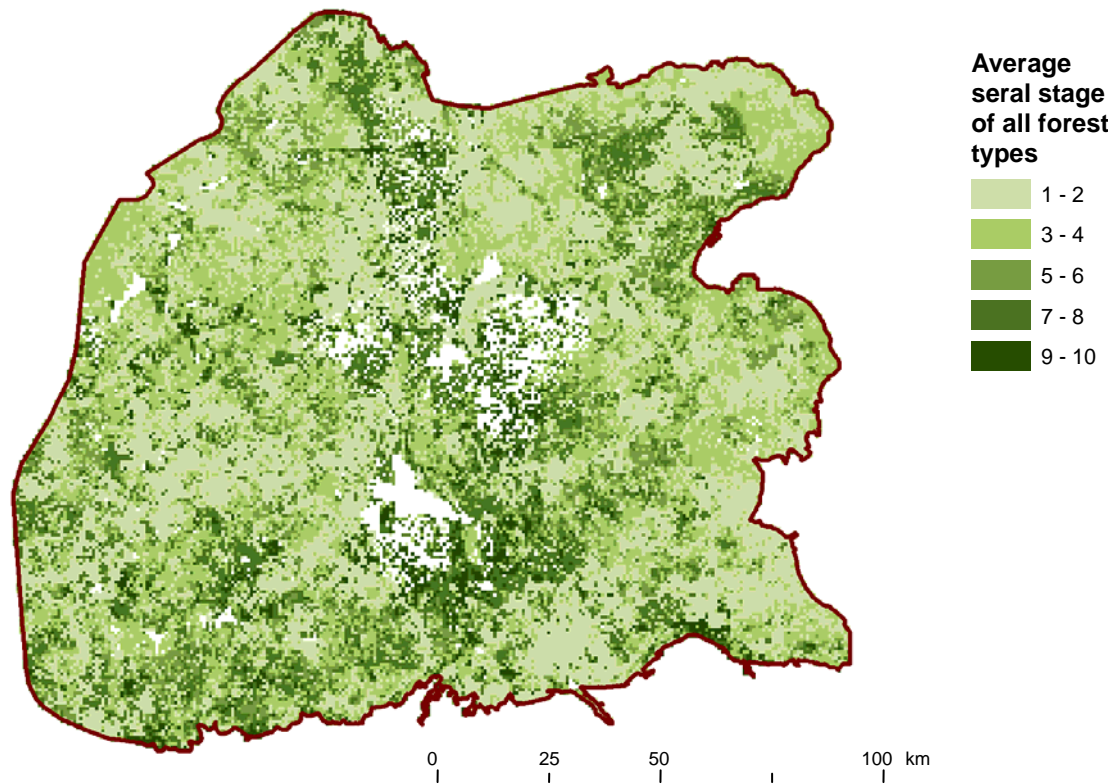 Average
seral stage
of all forest
types
1 - 2
3 - 4
5 - 6
7 - 8
9 - 10
0 25 50 100 km